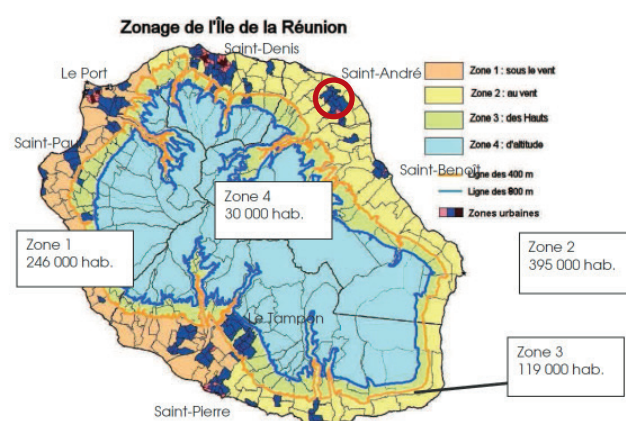 Zonage de l'Île de la Réunion
Saint-Denis
Le Port
Saint-André
Saint-Paul
Saint-Benoît
Zone 1 : sous le vent
Zone 2 : au vent
Zone 3 : des Hauts
Zone 4 : d'altitude
Ligne des 400 m
Ligne des 800 m
Zones urbaines
Zone 4
30 000 hab.
Zone 1
246 000 hab.
Zone 2
395 000 hab.
Le Tampon
Zone 3
119 000 hab.
Saint-Pierre